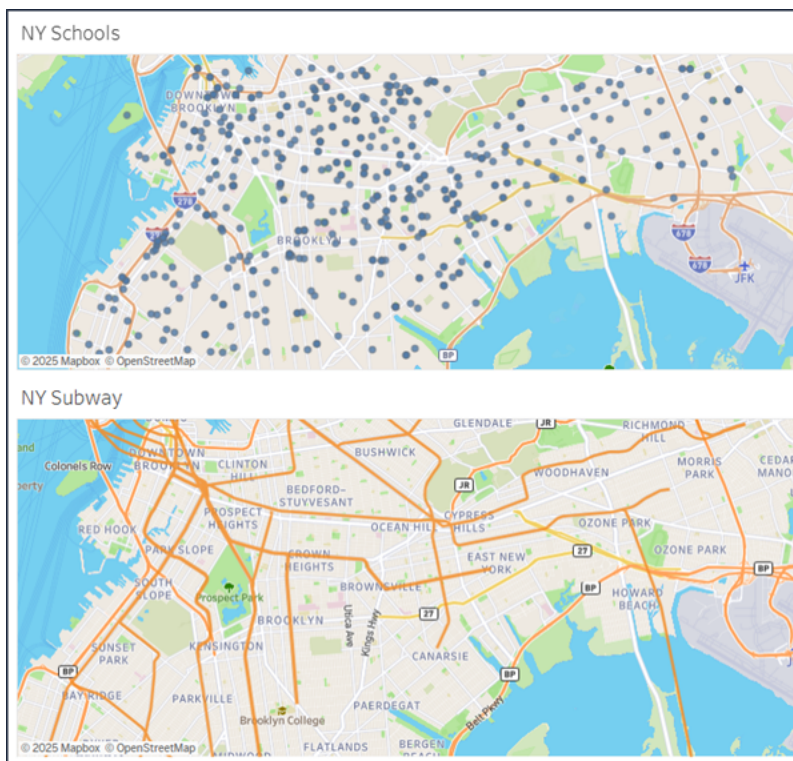 NY Schools
DOWNTOWN
BROOKLYN
278
BROOKLYN
678
678
JFK
BP
© 2025 Mapbox © OpenStreetMap
NY Subway
GLENDALE
JR
RICHMOND
HILL
DOWNTOWN
BROOKLYN
CLINTON
HILL
BUSHWICK
Colonels Row
WOODHAVEN
MORRIS
PARK
JR
BEDFORD–
STUYVESANT
PROSPECT
HEIGHTS
CYPRESS
HILLS
OCEAN HILL
RED HOOK
OZONE PARK
PARK SLOPE
CROWN
HEIGHTS
EAST NEW
YORK
27
OZONE PARK
BP
SOUTH
SLOPE
Prospect Park
BROWNSVILLE
BP
HOWARD
BEACH
27
BROOKLYN
Utica Ave
Kings Hwy
SUNSET
PARK
KENSINGTON
CANARSIE
BP
BP
BAY RIDGE
PARKVILLE
PAERDEGAT
Belt Pkwy
Brooklyn College
FLATLANDS
BERGEN
© 2025 Mapbox © OpenStreetMap